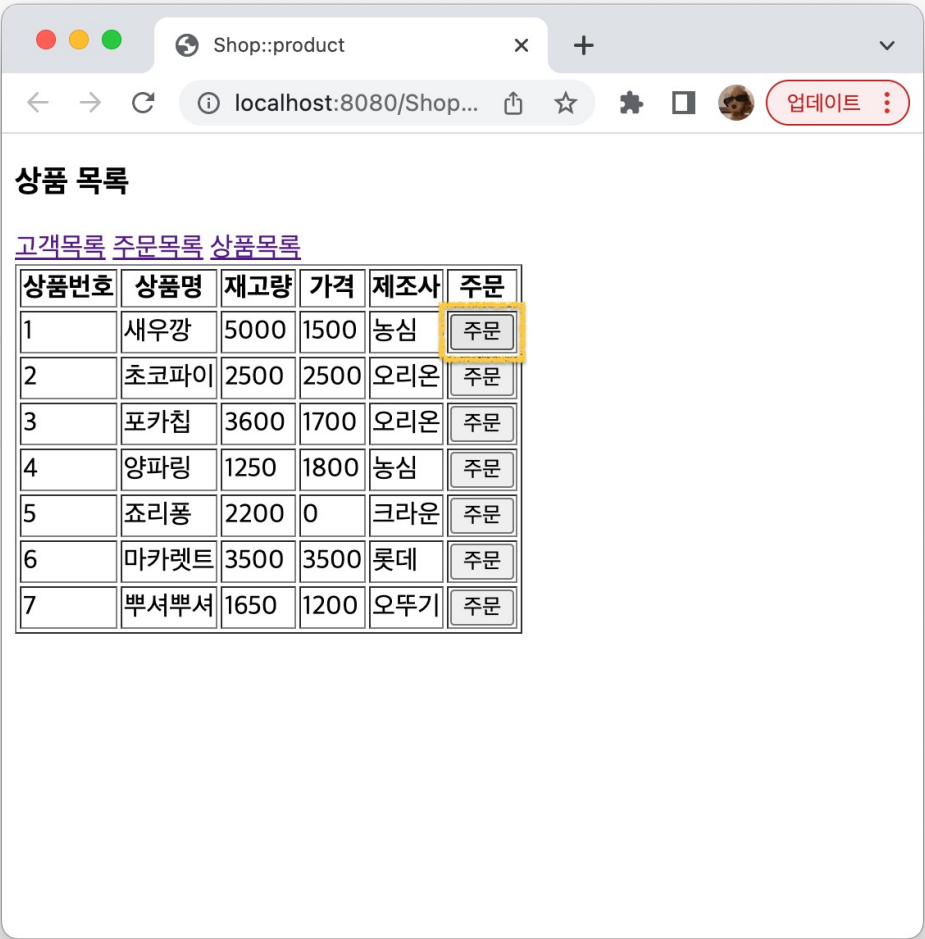 Shop::product
localhost:8080/Shop... 업데이트
상품 목록
고객목록 주문목록 상품목록
상품번호 상품명 재고량 가격 제조사 주문
1 새우깡 5000 1500 농심 주문
2 초코파이 2500 2500 오리온 주문
3 포카칩 3600 1700 오리온 주문
4 양파링 1250 1800 농심 주문
5 죠리퐁 2200 0 크라운 주문
6 마카렛트 3500 3500 롯데 주문
7 뿌셔뿌셔 1650 1200 오뚜기 주문